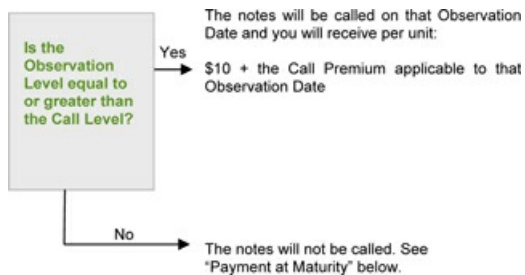 The notes will be called on that Observation
Date and you will receive per unit:
$10 + the Call Premium applicable to that
Observation Date
Is the
Observation
Level equal to
or greater than
the Call Level?
Yes
No
The notes will not be called. See
"Payment at Maturity" below.